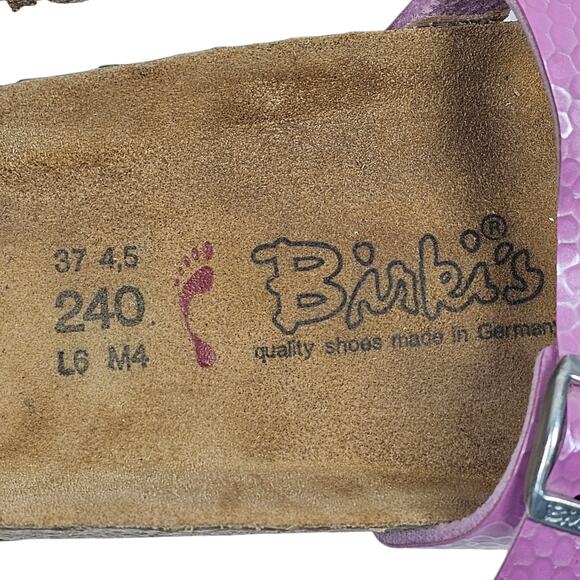 37 4,5
240
L6 M4
Birki's®
quality shoes made in Germany